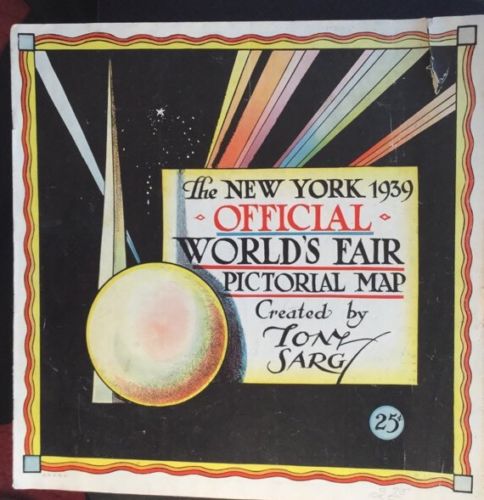 The NEW YORK 1939
OFFICIAL
WORLD'S FAIR
PICTORIAL MAP
Created by
TONY
SARG
25¢